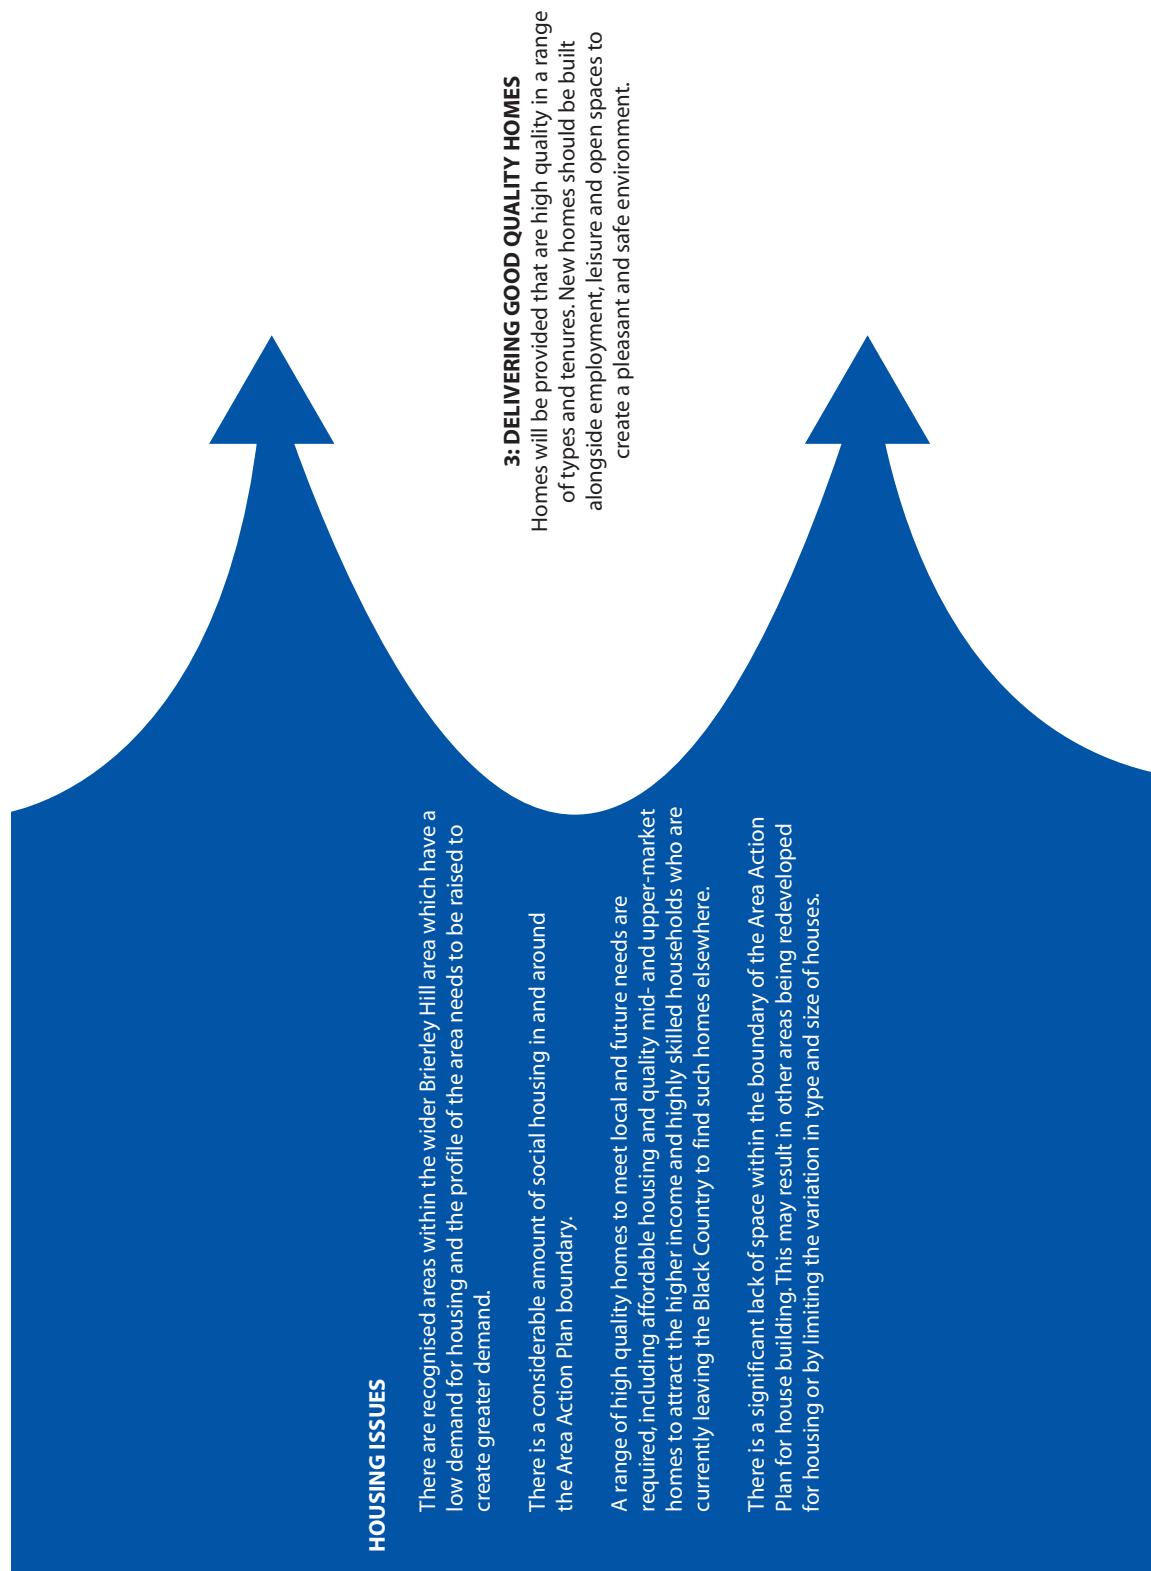 HOUSING ISSUES
There are recognised areas within the wider Brierley Hill area which have a
low demand for housing and the profile of the area needs to be raised to
create greater demand.
There is a considerable amount of social housing in and around
the Area Action Plan boundary.
A range of high quality homes to meet local and future needs are
required, including affordable housing and quality mid- and upper-market
homes to attract the higher income and highly skilled households who are
currently leaving the Black Country to find such homes elsewhere.
There is a significant lack of space within the boundary of the Area Action
Plan for house building. This may result in other areas being redeveloped
for housing or by limiting the variation in type and size of houses.
3: DELIVERING GOOD QUALITY HOMES
Homes will be provided that are high quality in a range
of types and tenures. New homes should be built
alongside employment, leisure and open spaces to
create a pleasant and safe environment.